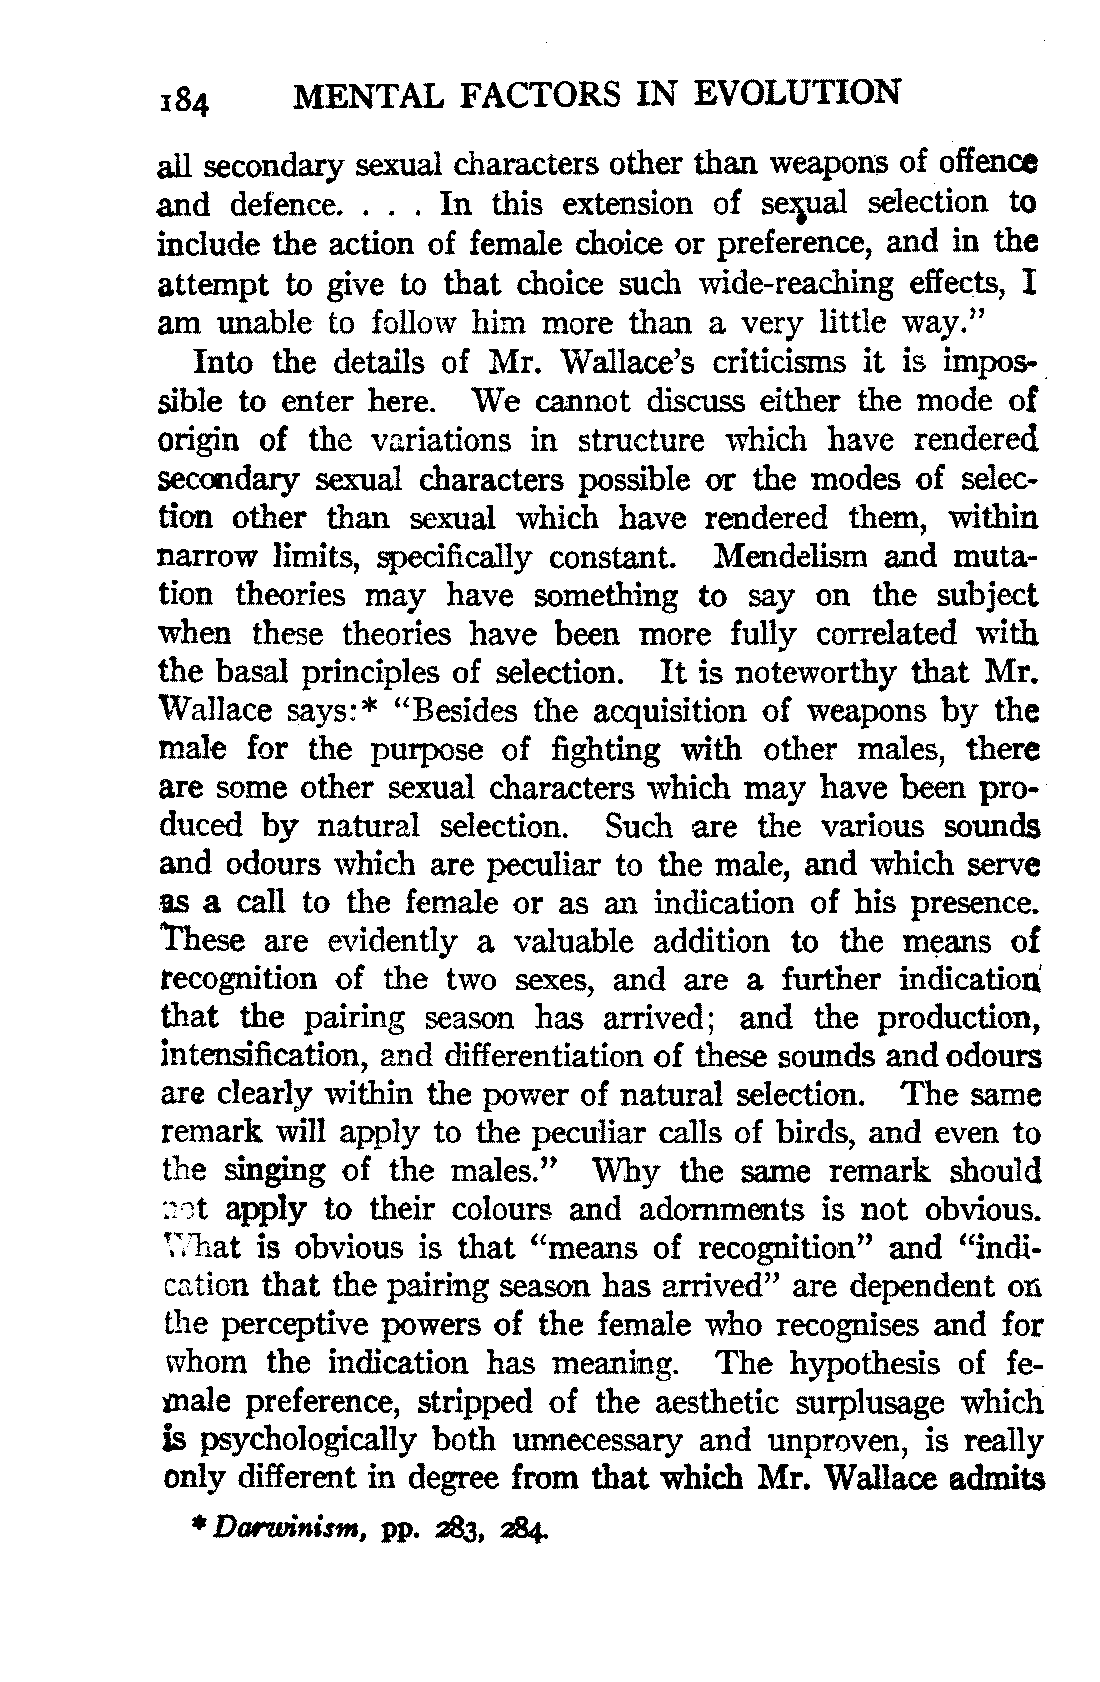 184 MENTAL FACTORS IN EVOLUTION
all secondary sexual characters other than weapons of offence
and defence. . . . In this extension of sexual selection to
include the action of female choice or preference, and in the
attempt to give to that choice such wide-reaching effects, I
am unable to follow him more than a very little way.”
Into the details of Mr. Wallace’s criticisms it is impos-
sible to enter here. We cannot discuss either the mode of
origin of the variations in structure which have rendered
secondary sexual characters possible or the modes of selec-
tion other than sexual which have rendered them, within
narrow limits, specifically constant. Mendelism and muta-
tion theories may have something to say on the subject
when these theories have been more fully correlated with
the basal principles of selection. It is noteworthy that Mr.
Wallace says:* “Besides the acquisition of weapons by the
male for the purpose of fighting with other males, there
are some other sexual characters which may have been pro-
duced by natural selection. Such are the various sounds
and odours which are peculiar to the male, and which serve
as a call to the female or as an indication of his presence.
These are evidently a valuable addition to the means of
recognition of the two sexes, and are a further indication
that the pairing season has arrived; and the production,
intensification, and differentiation of these sounds and odours
are clearly within the power of natural selection. The same
remark will apply to the peculiar calls of birds, and even to
the singing of the males.” Why the same remark should
not apply to their colours and adornments is not obvious.
What is obvious is that “means of recognition” and “indi-
cation that the pairing season has arrived” are dependent on
the perceptive powers of the female who recognises and for
whom the indication has meaning. The hypothesis of fe-
male preference, stripped of the aesthetic surplusage which
is psychologically both unnecessary and unproven, is really
only different in degree from that which Mr. Wallace admits
* Darwinism, pp. 283, 284.